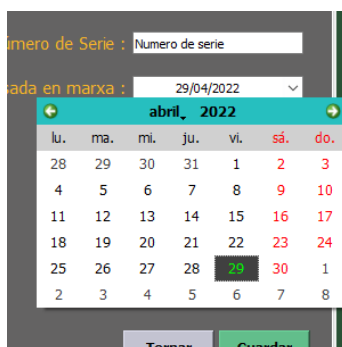 úmero de Serie : Numero de serie
sada en marxa : 29/04/2022
abril, 2022
lu. ma. mi. ju. vi. sá. do.
28 29 30 31 1 2 3
4 5 6 7 8 9 10
11 12 13 14 15 16 17
18 19 20 21 22 23 24
25 26 27 28 29 30 1
2 3 4 5 6 7 8
Tornar Guardar